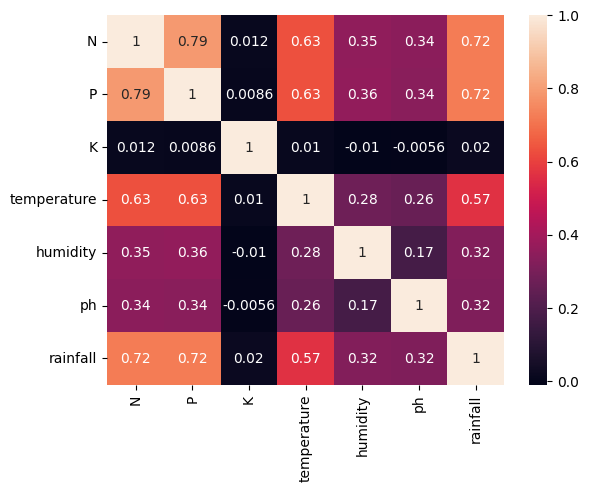 1.0
N 1 0.79 0.012 0.63 0.35 0.34 0.72
P 0.79 1 0.0086 0.63 0.36 0.34 0.72
0.8
K 0.012 0.0086 1 0.01 -0.01 -0.0056 0.02
0.6
temperature 0.63 0.63 0.01 1 0.28 0.26 0.57
0.4
humidity 0.35 0.36 -0.01 0.28 1 0.17 0.32
ph 0.34 0.34 -0.0056 0.26 0.17 1 0.32
0.2
rainfall 0.72 0.72 0.02 0.57 0.32 0.32 1
0.0
N P K temperature humidity ph rainfall